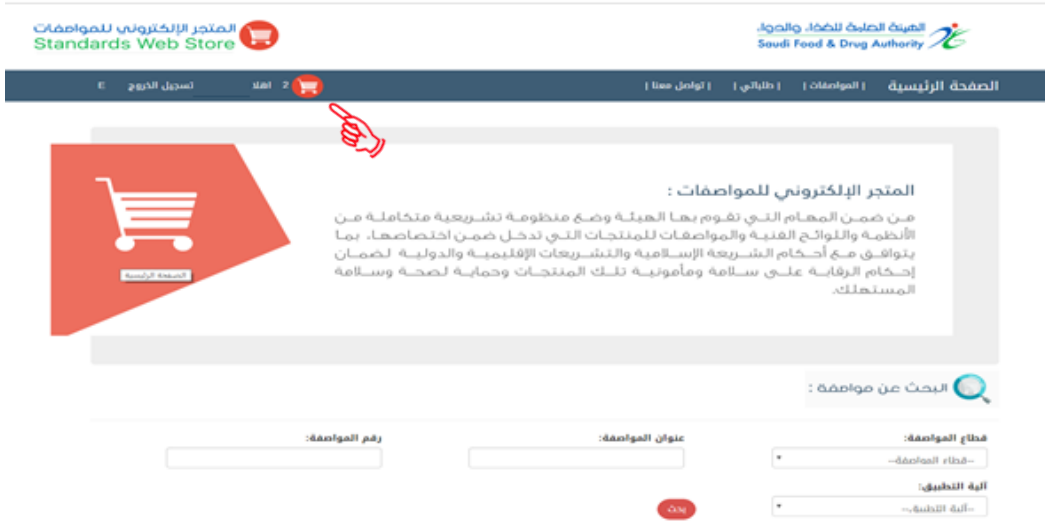 الهيئة العامة للغذاء والدواء
Saudi Food & Drug Authority
المتجر الإلكتروني للمواصفات
Standards Web Store
الصفحة الرئيسية | المواصفات | | طلباتي | | تواصل معنا |
2 اهلا تسجيل الخروج E
المتجر الإلكتروني للمواصفات :
من ضمن المهام التي تقوم بها الهيئة وضع منظومة تشريعية متكاملة من
الأنظمة واللوائح الفنية والمواصفات للمنتجات التي تدخل ضمن اختصاصها، بما
يتوافق مع أحكام الشريعة الإسلامية والتشريعات الإقليمية والدولية لضمان
إحكام الرقابة على سلامة ومأمونية تلك المنتجات وحماية لصحة وسلامة
المستهلك.
الصفحة الرئيسية
البحث عن مواصفة :
قطاع المواصفة: عنوان المواصفة: رقم المواصفة:
--قطاع المواصفة--
آلية التطبيق:
--آلية التطبيق--
بحث